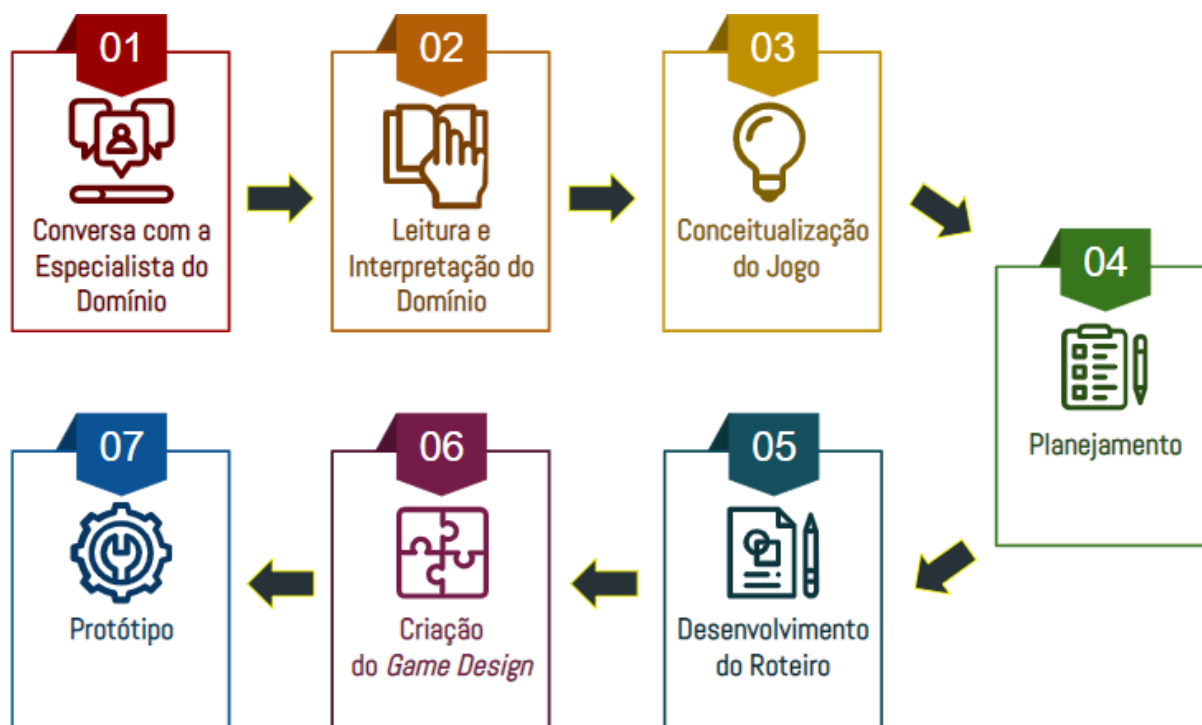 01
Conversa com a
Especialista do
Domínio
02
Leitura e
Interpretação do
Domínio
03
Conceitualização
do Jogo
04
Planejamento
05
Desenvolvimento
do Roteiro
06
Criação
do Game Design
07
Protótipo